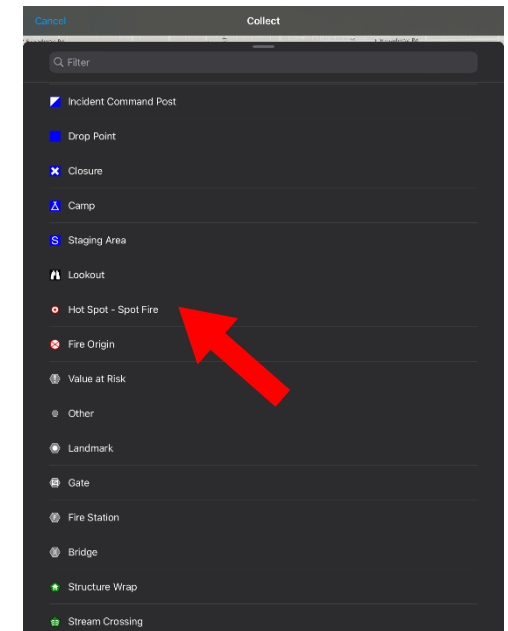 Cancel
Collect
Filter
Incident Command Post
Drop Point
Closure
Camp
S Staging Area
Lookout
Hot Spot - Spot Fire
Fire Origin
Value at Risk
Other
Landmark
Gate
Fire Station
Bridge
Structure Wrap
Stream Crossing